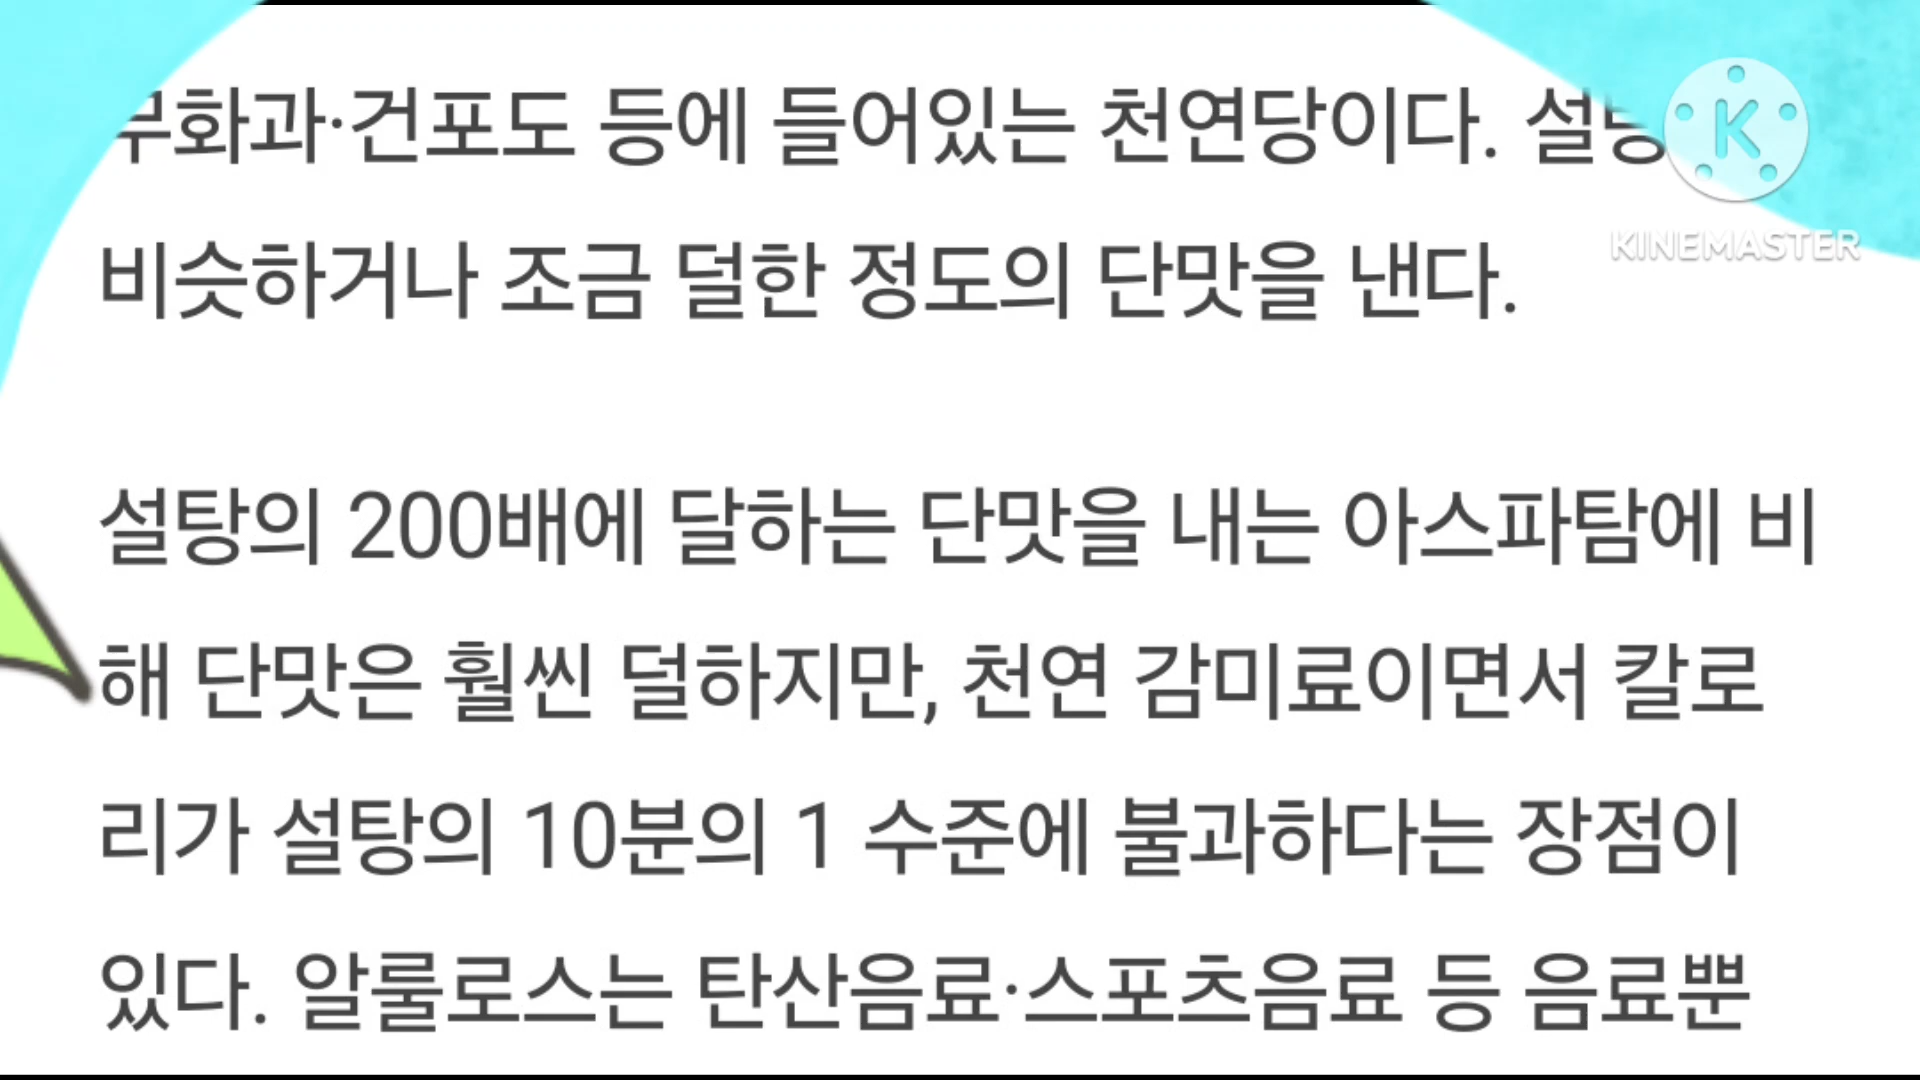 무화과·건포도 등에 들어있는 천연당이다.
비슷하거나 조금 덜한 정도의 단맛을 낸다.
설탕의 200배에 달하는 단맛을 내는 아스파탐에 비
해 단맛은 훨씬 덜하지만, 천연 감미료이면서 칼로
리가 설탕의 10분의 1 수준에 불과하다는 장점이
있다. 알룰로스는 탄산음료·스포츠음료 등 음료뿐
K
KINEMASTER